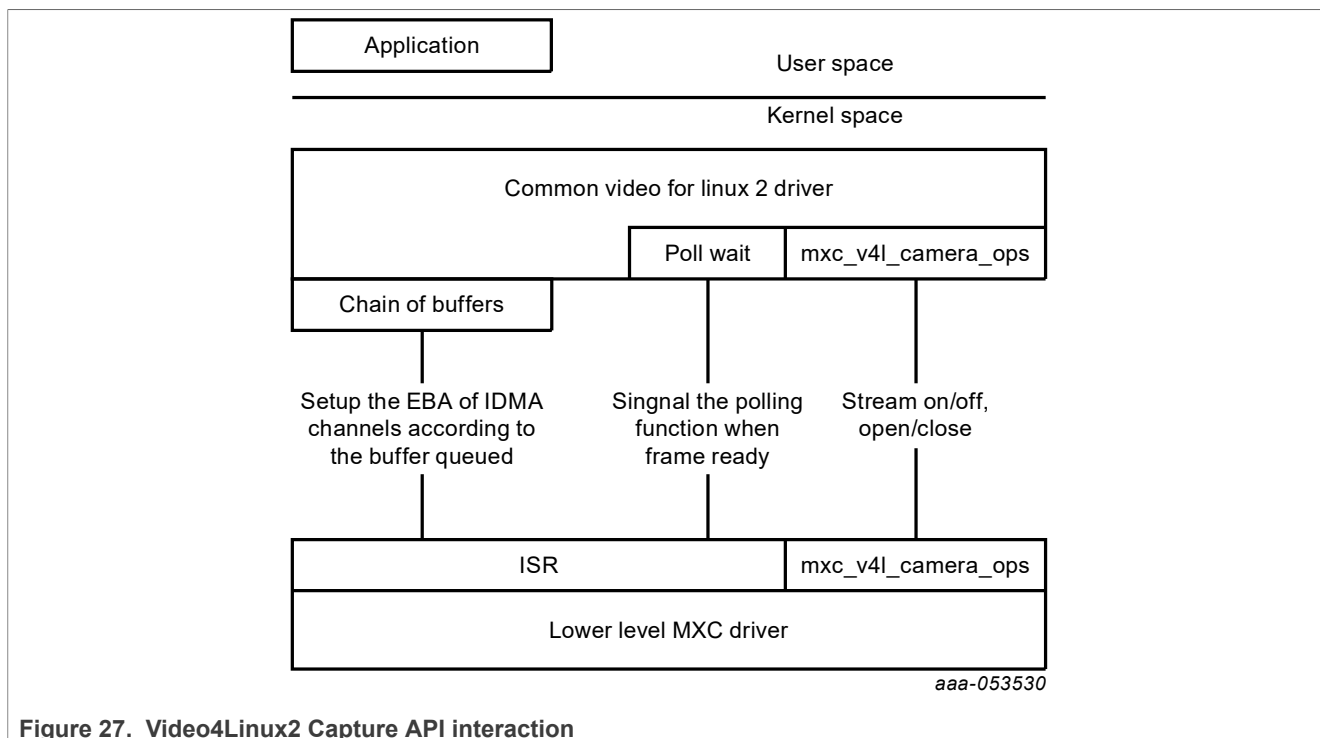 Application
User space
Kernel space
Common video for linux 2 driver
Poll wait
mxc_v4l_camera_ops
Chain of buffers
Setup the EBA of IDMA
channels according to
the buffer queued
Singnal the polling
function when
frame ready
Stream on/off,
open/close
ISR
mxc_v4l_camera_ops
Lower level MXC driver
aaa-053530
Figure 27. Video4Linux2 Capture API interaction